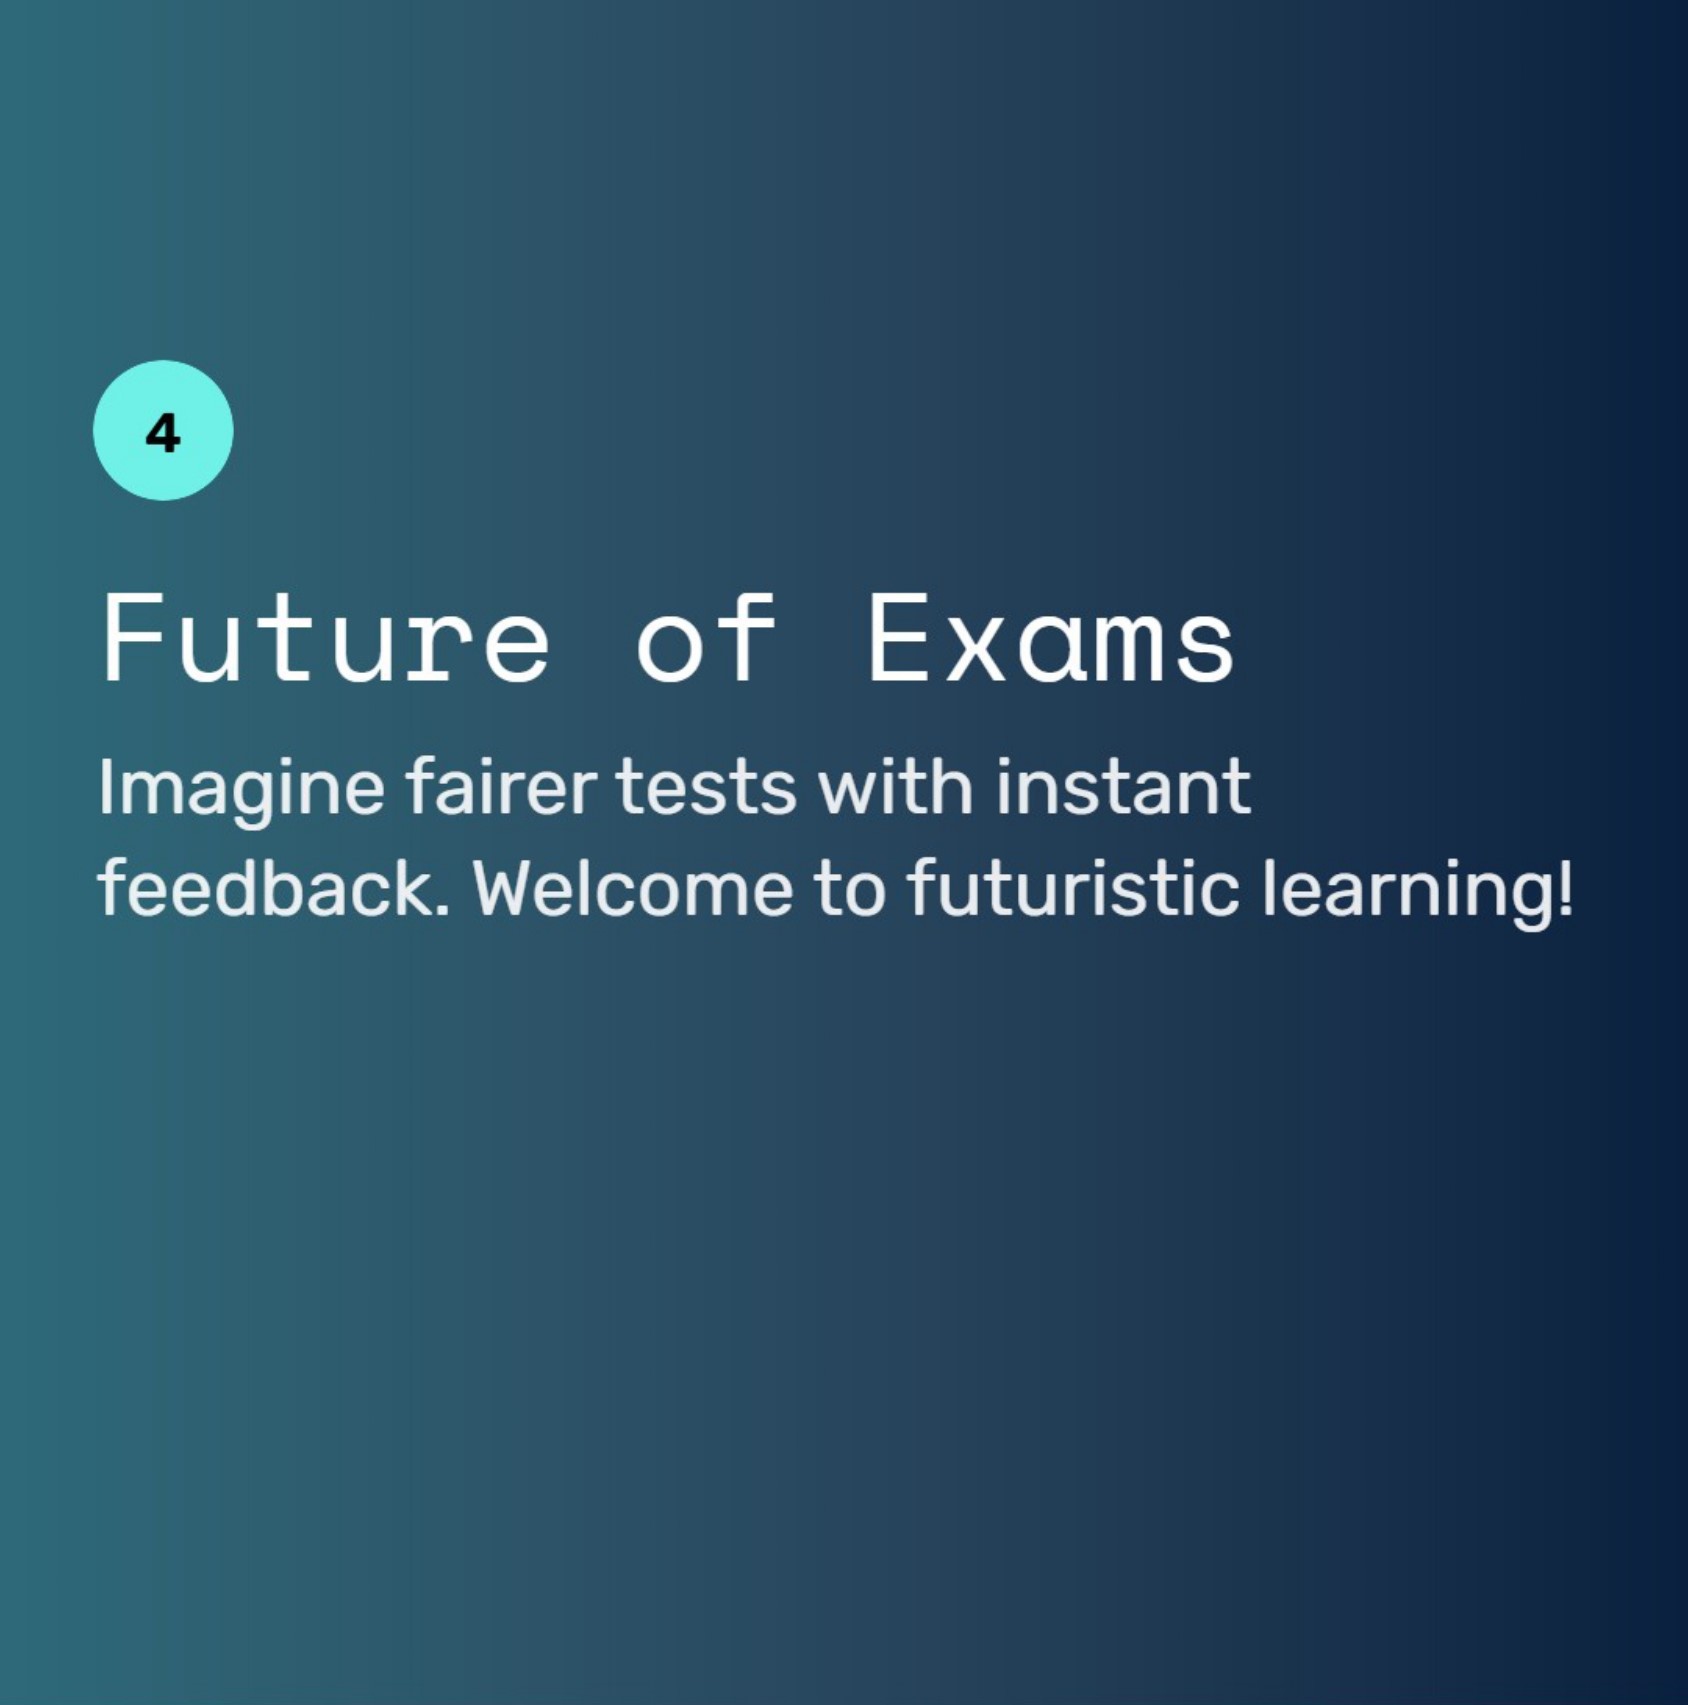 4
Future of Exams
Imagine fairer tests with instant
feedback. Welcome to futuristic learning!